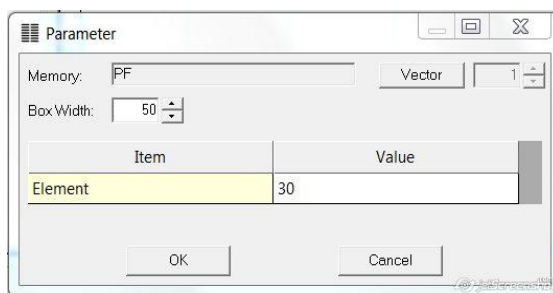 Parameter
Memory: PF Vector 1
Box Width: 50
Item Value
Element 30
OK Cancel